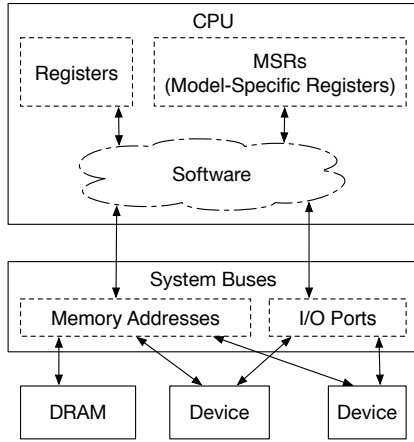 CPU
Registers
MSRs
(Model-Specific Registers)
Software
System Buses
Memory Addresses
I/O Ports
DRAM
Device
Device